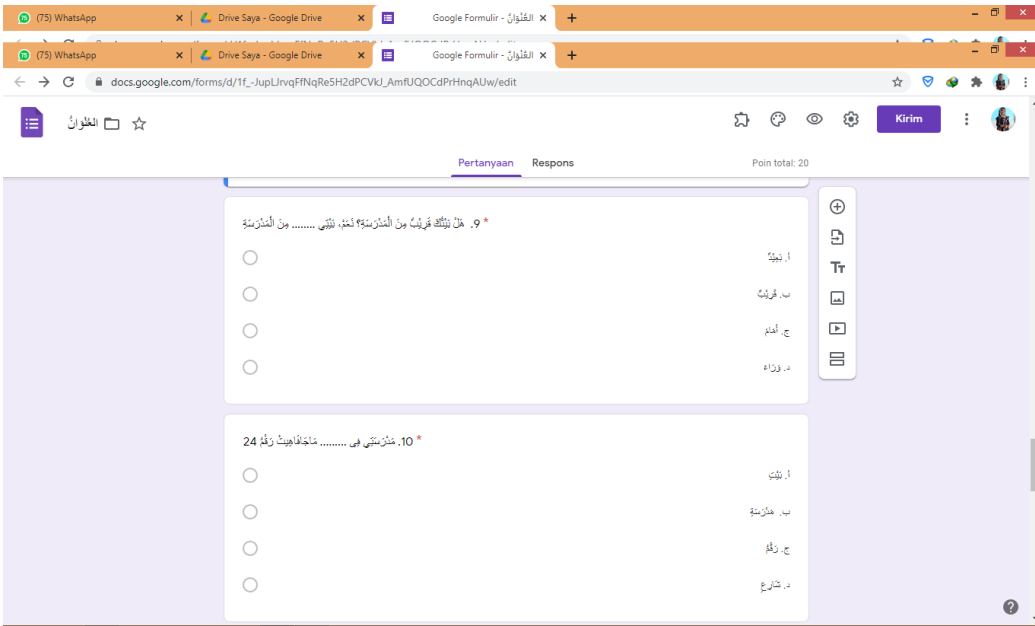 (75) WhatsApp
Drive Saya - Google Drive
العُنْوَانُ - Google Formulir
(75) WhatsApp
Drive Saya - Google Drive
العُنْوَانُ - Google Formulir
docs.google.com/forms/d/1f_-JupLJrvqFfNqRe5H2dPCVkJ_AmfUQOCdPrHnqAUw/edit
العُنْوَانُ
Kirim
Pertanyaan
Respons
Poin total: 20
9. هَلْ بَيْتُكَ قَرِيْبٌ مِنَ الْمَدْرَسَةِ؟ نَعَمْ، بَيْتِي ........ مِنَ الْمَدْرَسَةِ *
أ. بَعِيْدٌ
ب. قَرِيْبٌ
ج. أَمَامَ
د. وَرَاءَ
10. مَدْرَسَتِي فِى ......... مَاجَافَاهِيتْ رَقْمُ 24 *
أ. بَيْتِ
ب. مَدْرَسَةِ
ج. رَقْمُ
د. شَارِعِ